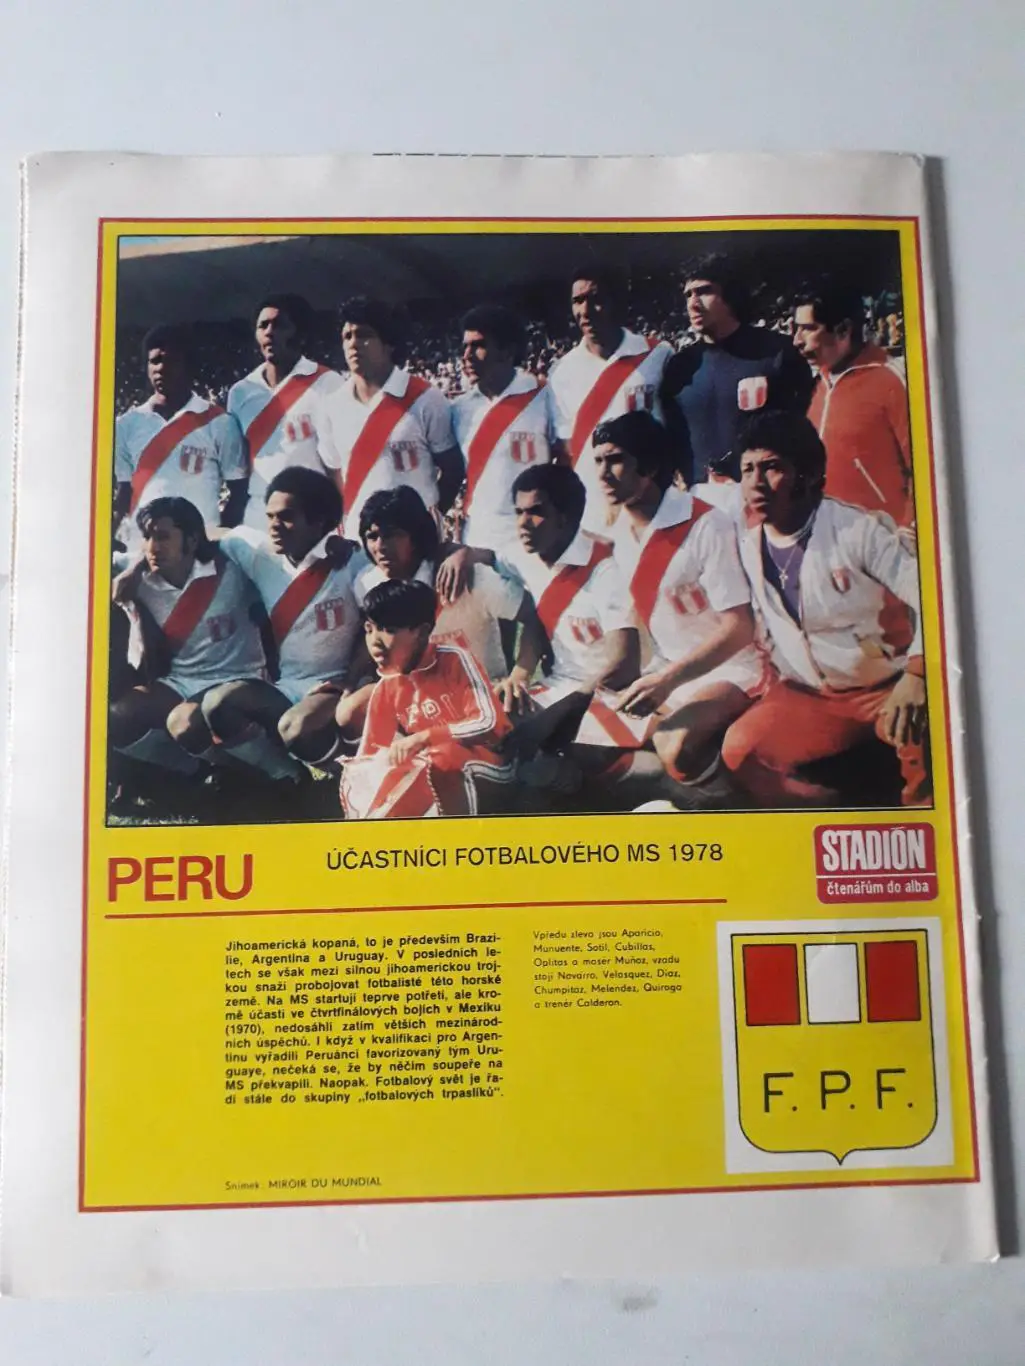 PERU
ÚČASTNÍCI FOTBALOVÉHO MS 1978
STADIÓN
čtenářům do alba
Jihoamerická kopaná, to je především Brazi-
lie, Argentina a Uruguay. V posledních le-
tech se však mezi silnou jihoamerickou troj-
kou snaží probojovat fotbalisté této horské
země. Na MS startují teprve potřetí, ale kro-
mě účasti ve čtvrtfinálových bojích v Mexiku
(1970), nedosáhli zatím větších mezinárod-
ních úspěchů. I když v kvalifikaci pro Argen-
tinu vyřadili Peruánci favorizovaný tým Uru-
guaye, nečeká se, že by něčím soupeře na
MS překvapili. Naopak. Fotbalový svět je řa-
dí stále do skupiny „fotbalových trpaslíků".
Snímek: MIROIR DU MUNDIAL
Vpředu zleva jsou Aparicio,
Munuente, Sotil, Cubillas,
Oplitas a masér Muñoz, vzadu
stojí Navarro, Velasquez, Diaz,
Chumpitaz, Melendez, Quiroga
a trenér Calderon.
F. P. F.